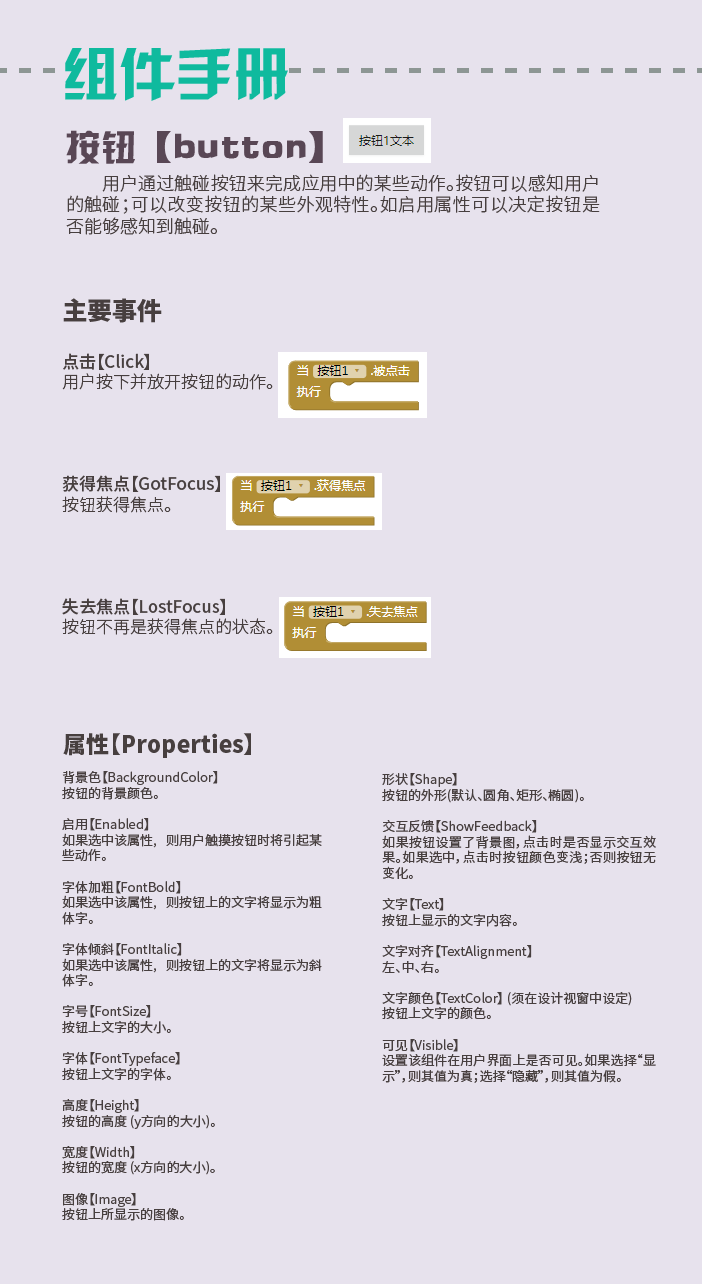 组件手册
按钮【button】
按钮1文本
用户通过触碰按钮来完成应用中的某些动作。按钮可以感知用户
的触碰；可以改变按钮的某些外观特性。如启用属性可以决定按钮是
否能够感知到触碰。
主要事件
点击【Click】
用户按下并放开按钮的动作。
当 按钮1 .被点击
执行
获得焦点【GotFocus】
按钮获得焦点。
当 按钮1 .获得焦点
执行
失去焦点【LostFocus】
按钮不再是获得焦点的状态。
当 按钮1 .失去焦点
执行
属性【Properties】
背景色【BackgroundColor】
按钮的背景颜色。
启用【Enabled】
如果选中该属性，则用户触摸按钮时将引起某
些动作。
字体加粗【FontBold】
如果选中该属性，则按钮上的文字将显示为粗
体字。
字体倾斜【FontItalic】
如果选中该属性，则按钮上的文字将显示为斜
体字。
字号【FontSize】
按钮上文字的大小。
字体【FontTypeface】
按钮上文字的字体。
高度【Height】
按钮的高度 (y方向的大小)。
宽度【Width】
按钮的宽度 (x方向的大小)。
图像【Image】
按钮上所显示的图像。
形状【Shape】
按钮的外形(默认、圆角、矩形、椭圆)。
交互反馈【ShowFeedback】
如果按钮设置了背景图，点击时是否显示交互效
果。如果选中，点击时按钮颜色变浅；否则按钮无
变化。
文字【Text】
按钮上显示的文字内容。
文字对齐【TextAlignment】
左、中、右。
文字颜色【TextColor】 (须在设计视窗中设定)
按钮上文字的颜色。
可见【Visible】
设置该组件在用户界面上是否可见。如果选择“显
示”，则其值为真；选择“隐藏”，则其值为假。